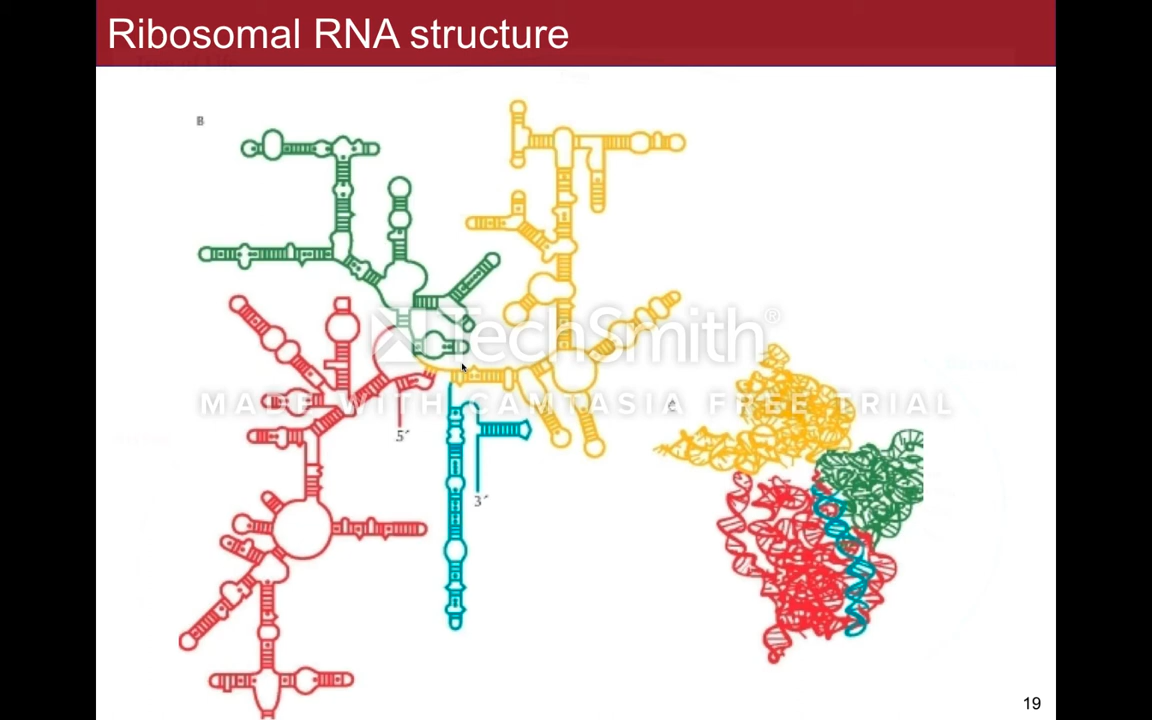 Ribosomal RNA structure
B
TechSmith®
MADE WITH CAMTASIA FREE TRIAL
C
5´
3´
19